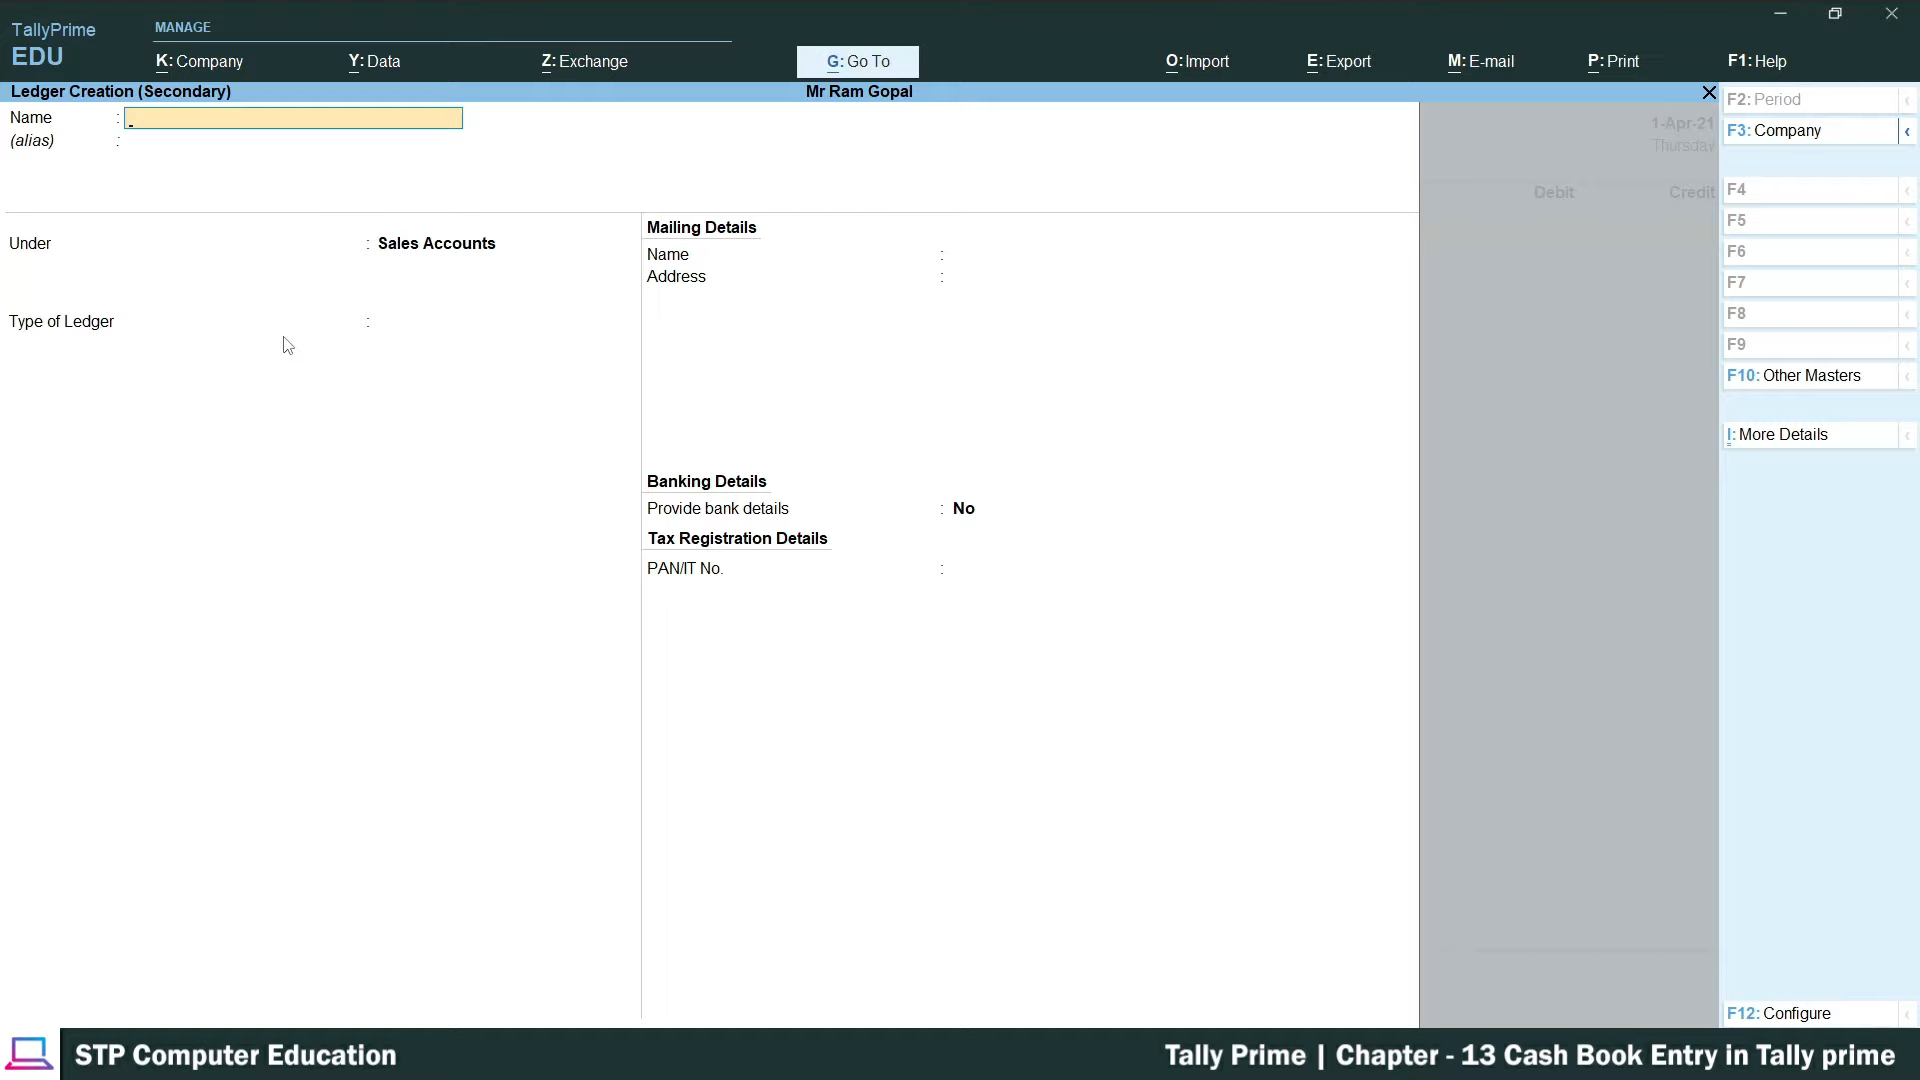 TallyPrime
EDU
MANAGE
K: Company
Y: Data
Z: Exchange
G: Go To
O: Import
E: Export
M: E-mail
P: Print
F1: Help
Ledger Creation (Secondary)
Mr Ram Gopal
Name :
(alias) :
Under : Sales Accounts
Type of Ledger :
Mailing Details
Name :
Address :
Banking Details
Provide bank details : No
Tax Registration Details
PAN/IT No. :
1-Apr-21
Thursday
Debit Credit
F2: Period
F3: Company
F4
F5
F6
F7
F8
F9
F10: Other Masters
I: More Details
F12: Configure
STP Computer Education
Tally Prime | Chapter - 13 Cash Book Entry in Tally prime